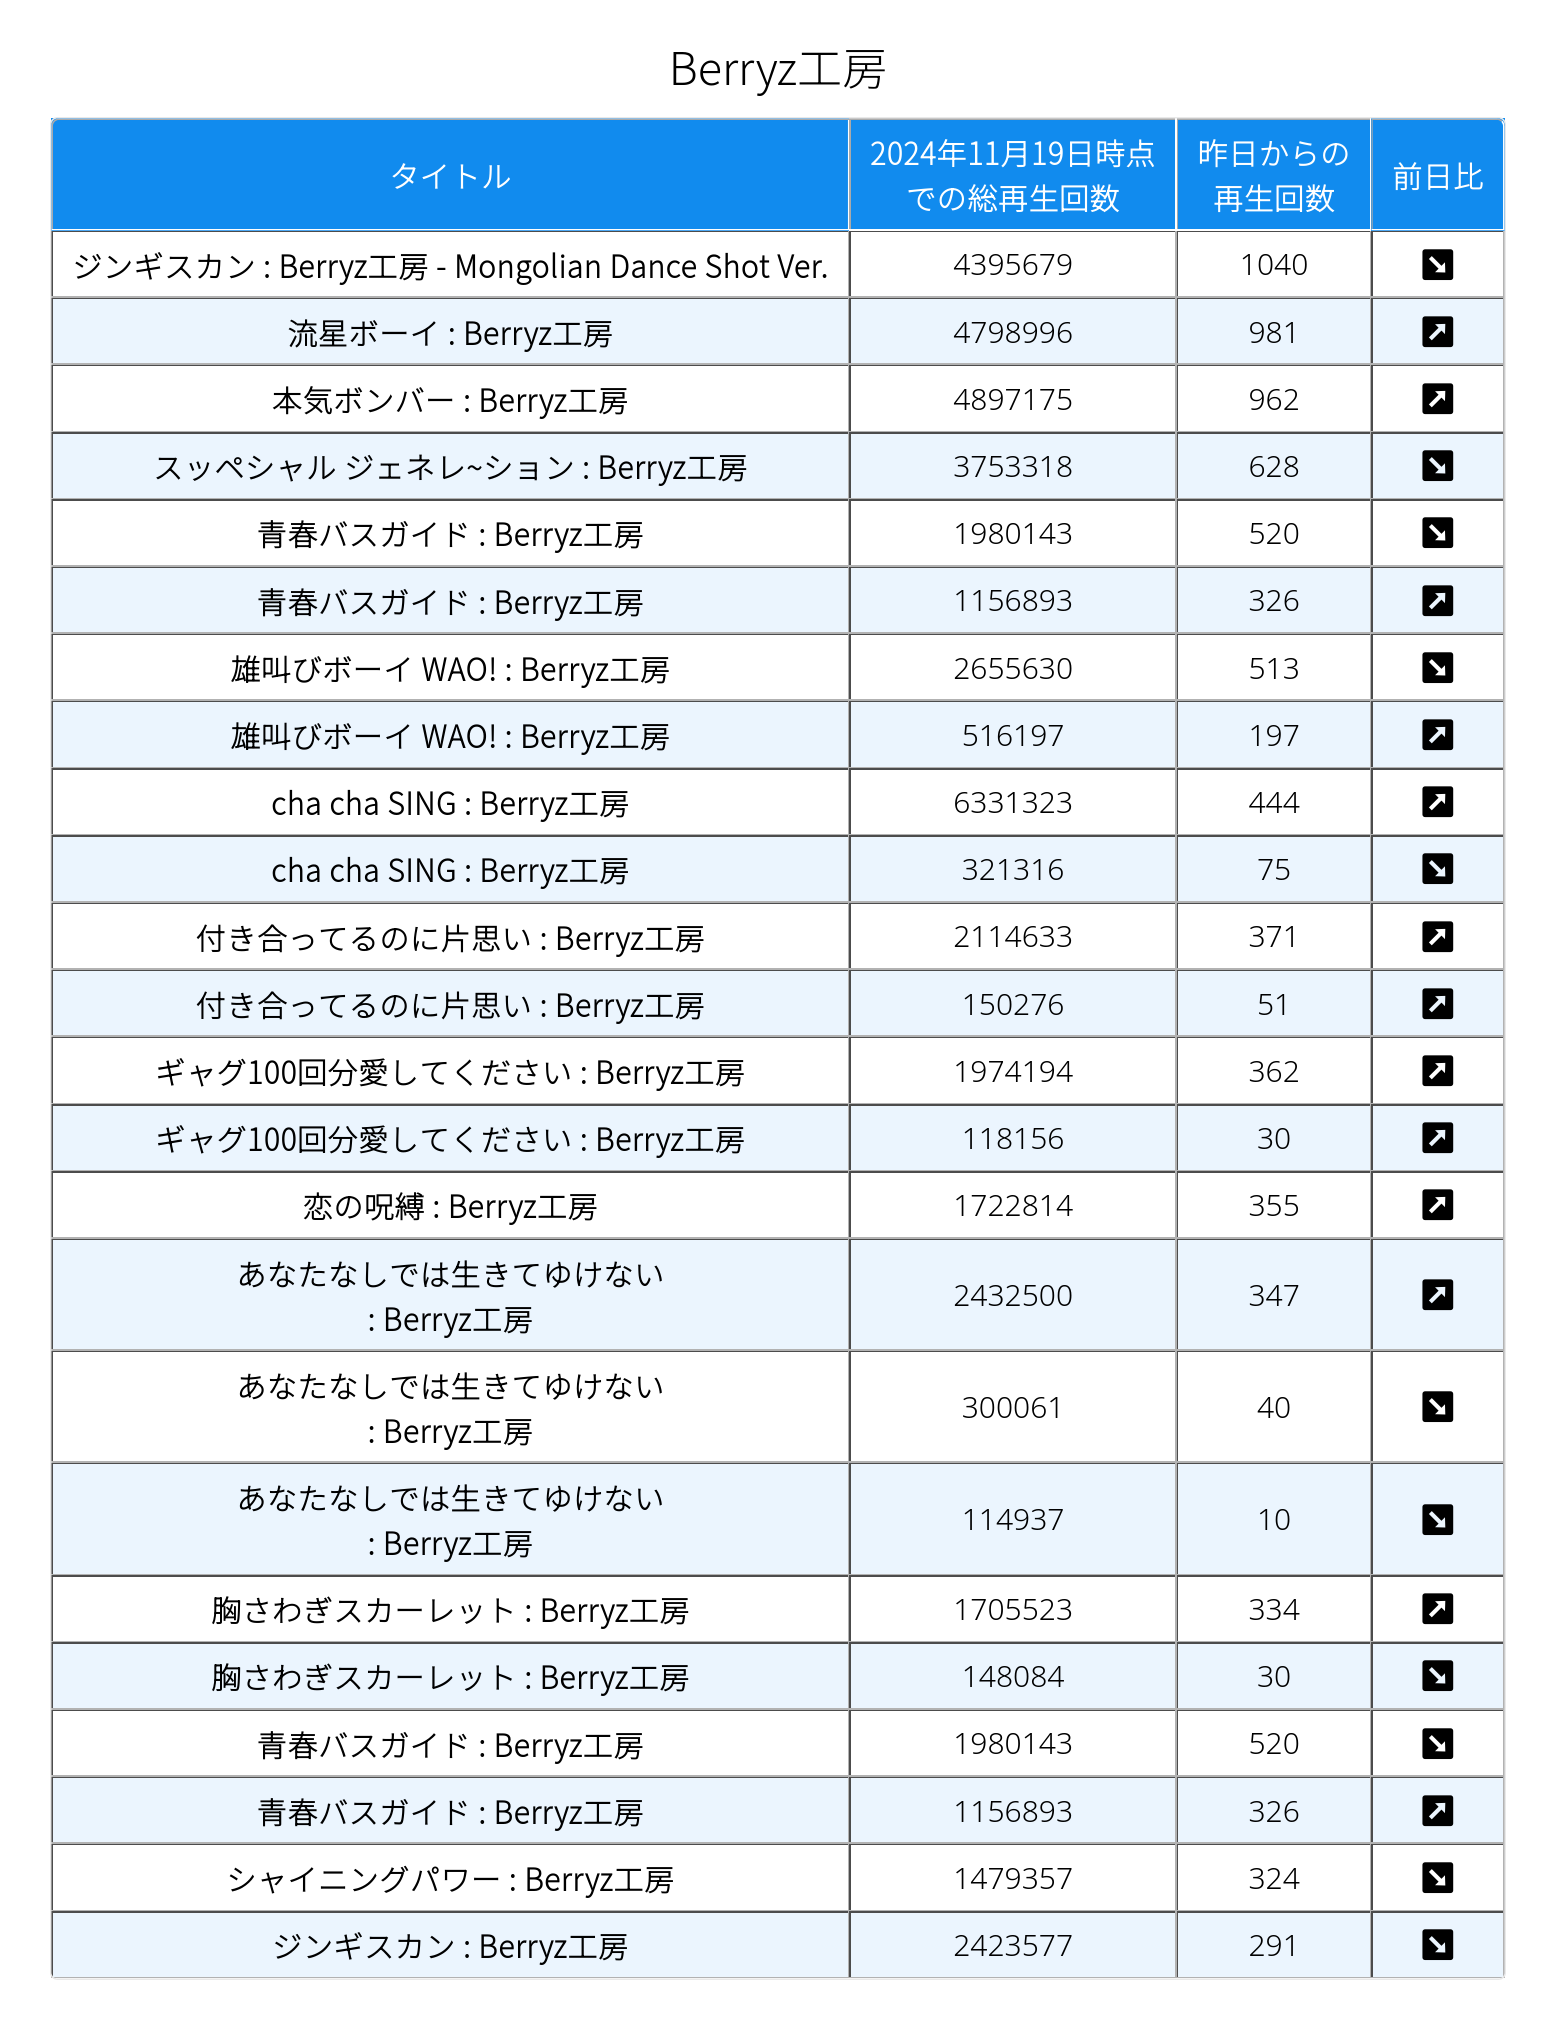 Berryz工房
タイトル
2024年11月19日時点
での総再生回数
昨日からの
再生回数
前日比
ジンギスカン : Berryz工房 - Mongolian Dance Shot Ver. 4395679 1040
流星ボーイ : Berryz工房 4798996 981
本気ボンバー : Berryz工房 4897175 962
スッペシャル ジェネレ~ション : Berryz工房 3753318 628
青春バスガイド : Berryz工房 1980143 520
青春バスガイド : Berryz工房 1156893 326
雄叫びボーイ WAO! : Berryz工房 2655630 513
雄叫びボーイ WAO! : Berryz工房 516197 197
cha cha SING : Berryz工房 6331323 444
cha cha SING : Berryz工房 321316 75
付き合ってるのに片思い : Berryz工房 2114633 371
付き合ってるのに片思い : Berryz工房 150276 51
ギャグ100回分愛してください : Berryz工房 1974194 362
ギャグ100回分愛してください : Berryz工房 118156 30
恋の呪縛 : Berryz工房 1722814 355
あなたなしでは生きてゆけない
: Berryz工房 2432500 347
あなたなしでは生きてゆけない
: Berryz工房 300061 40
あなたなしでは生きてゆけない
: Berryz工房 114937 10
胸さわぎスカーレット : Berryz工房 1705523 334
胸さわぎスカーレット : Berryz工房 148084 30
青春バスガイド : Berryz工房 1980143 520
青春バスガイド : Berryz工房 1156893 326
シャイニングパワー : Berryz工房 1479357 324
ジンギスカン : Berryz工房 2423577 291